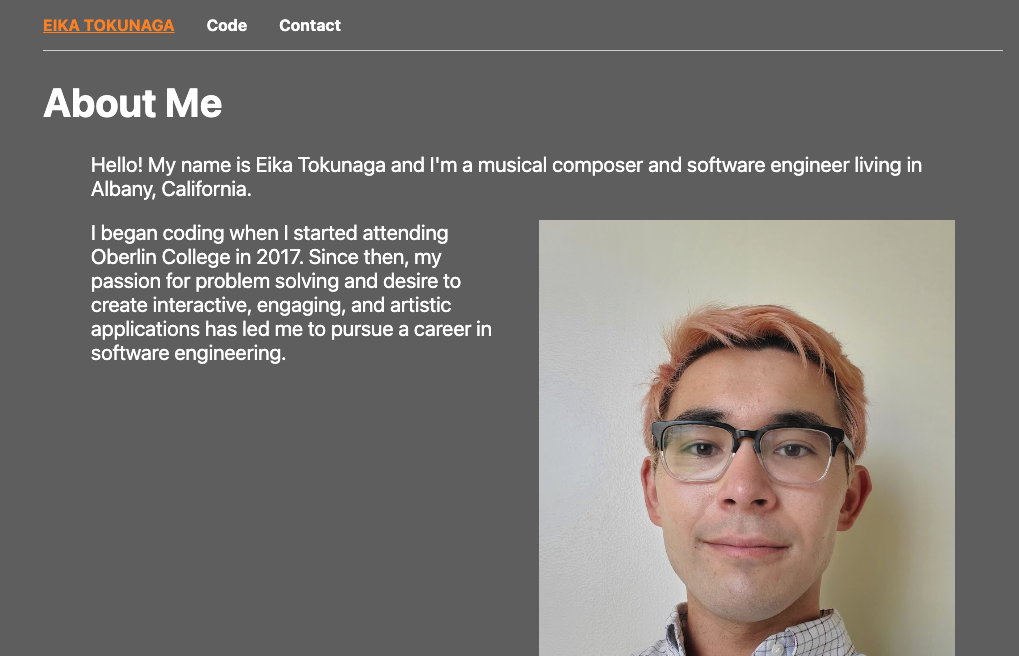 EIKA TOKUNAGA Code Contact
About Me
Hello! My name is Eika Tokunaga and I'm a musical composer and software engineer living in
Albany, California.
I began coding when I started attending
Oberlin College in 2017. Since then, my
passion for problem solving and desire to
create interactive, engaging, and artistic
applications has led me to pursue a career in
software engineering.